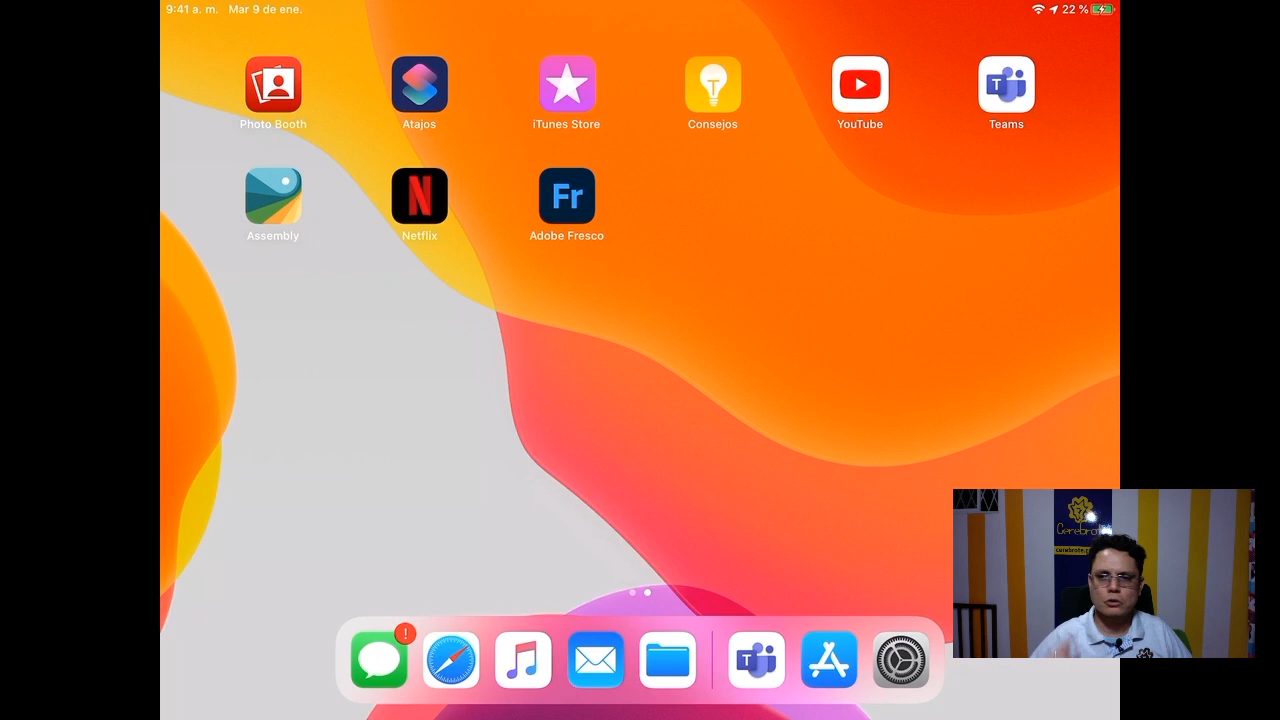 9:41 a. m. Mar 9 de ene.
22 %
Photo Booth
Atajos
iTunes Store
Consejos
YouTube
Teams
T
T
N
Fr
Assembly
Netflix
Adobe Fresco
!
T